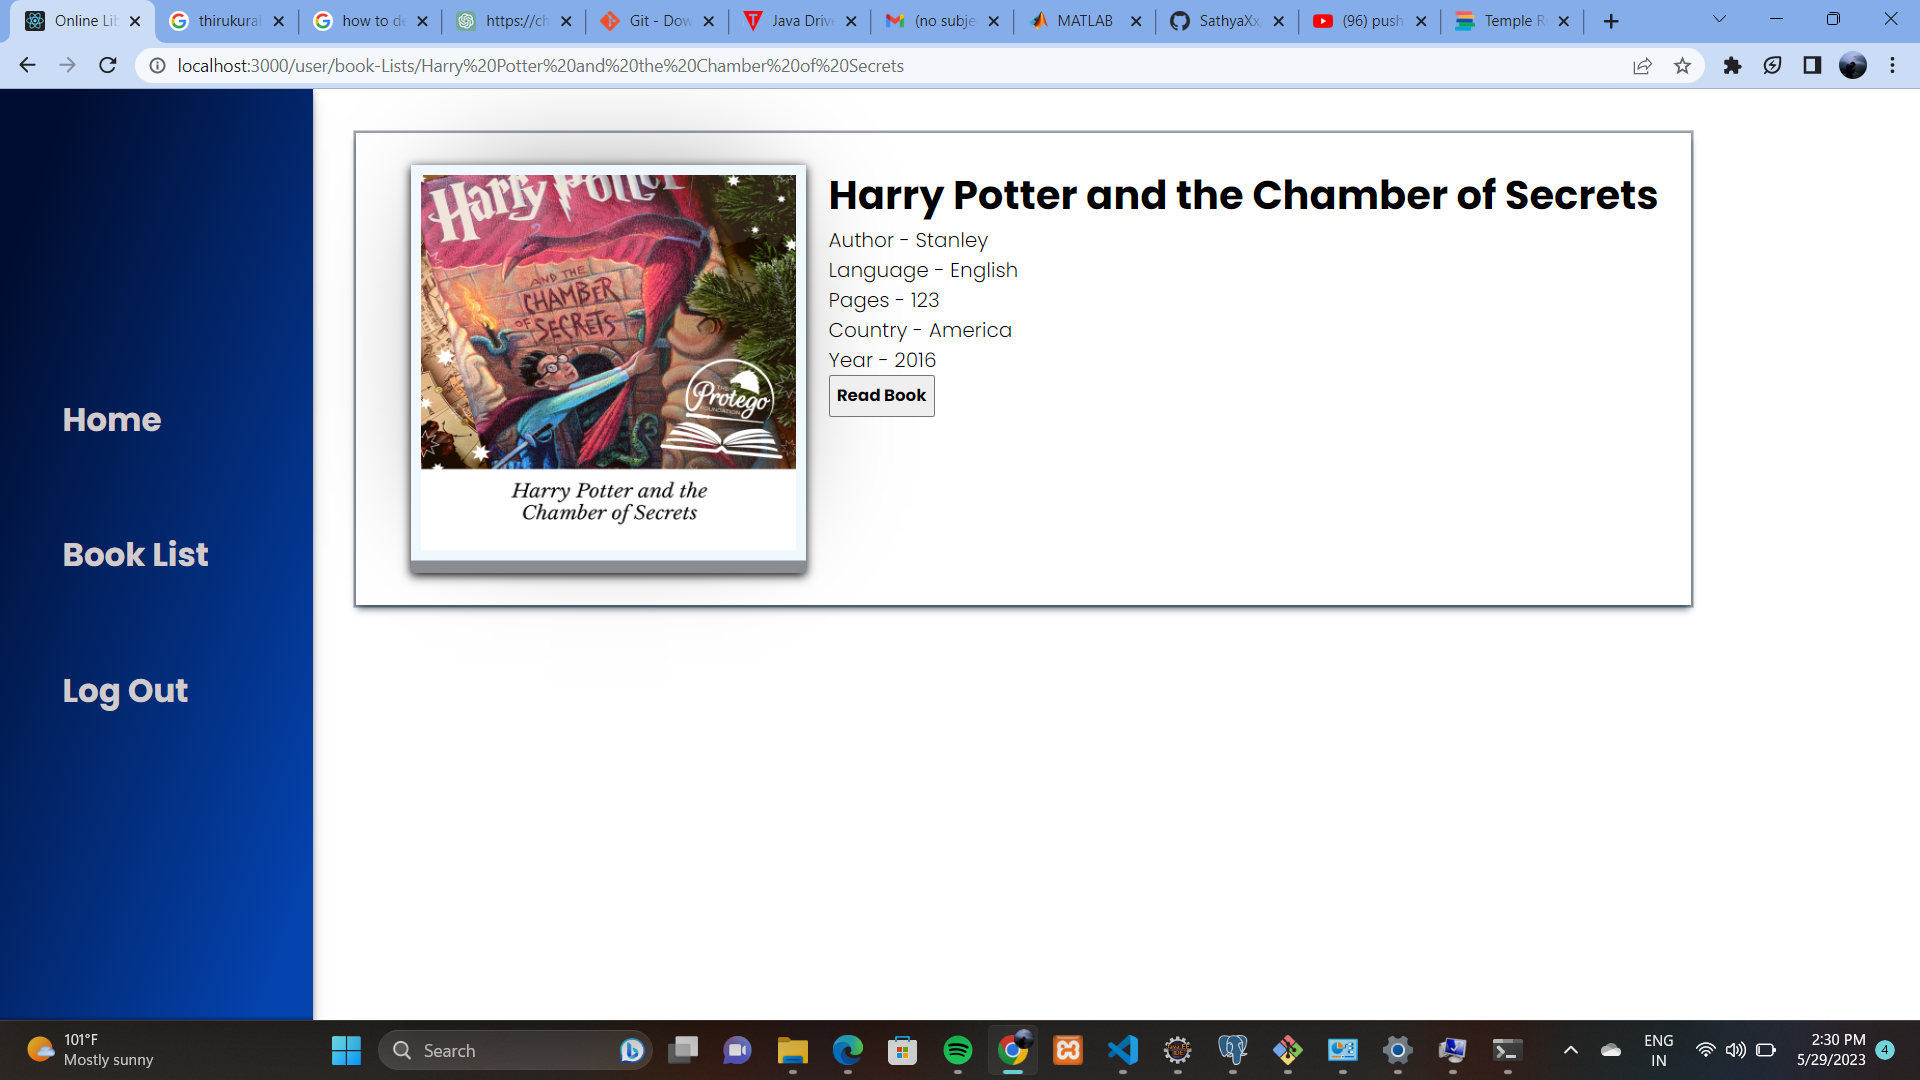 Online Lib
thirukural
how to de
https://ch
Git - Dow
Java Drive
(no subje
MATLAB
SathyaXx
(96) push
Temple R
localhost:3000/user/book-Lists/Harry%20Potter%20and%20the%20Chamber%20of%20Secrets
Home
Book List
Log Out
Harry Potter
AND THE
CHAMBER
OF SECRETS
THE
Protego
FOUNDATION
Harry Potter and the
Chamber of Secrets
Harry Potter and the Chamber of Secrets
Author - Stanley
Language - English
Pages - 123
Country - America
Year - 2016
Read Book
101°F
Mostly sunny
Search
ENG
IN
2:30 PM
5/29/2023
4